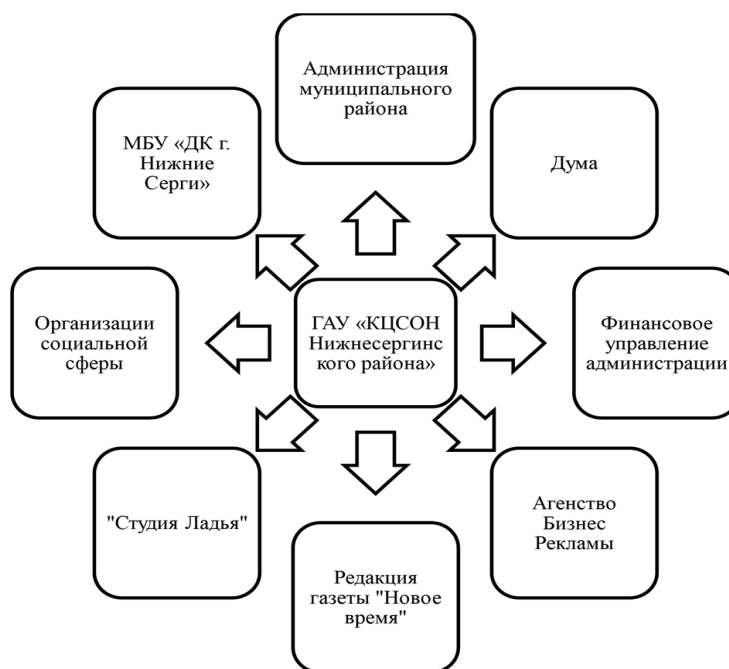 Администрация
муниципального
района
МБУ «ДК г.
Нижние
Серги»
Дума
Организации
социальной
сферы
ГАУ «КЦСОН
Нижнесергинс
кого района»
Финансовое
управление
администрации
"Студия Ладья"
Агенство
Бизнес
Рекламы
Редакция
газеты "Новое
время"